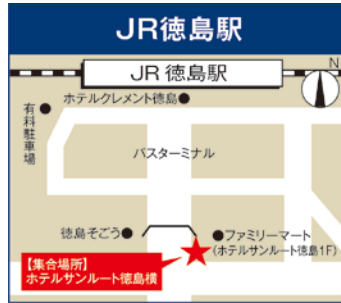 JR徳島駅
JR 徳島駅
N
ホテルクレメント徳島●
●有料駐車場
バスターミナル
徳島そごう●
●ファミリーマート
(ホテルサンルート徳島1F)
【集合場所】
ホテルサンルート徳島横